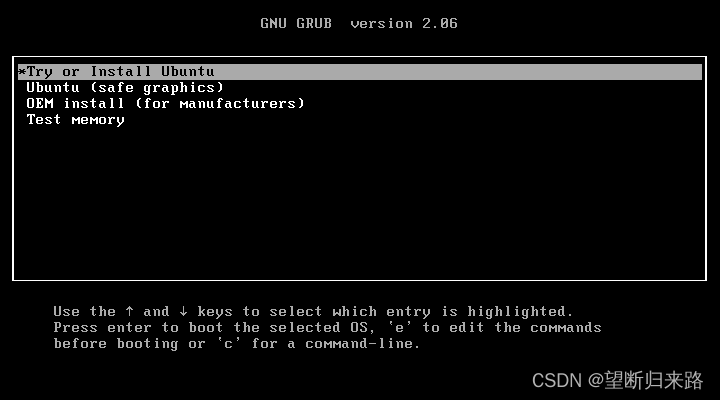 GNU GRUB  version 2.06
*Try or Install Ubuntu
Ubuntu (safe graphics)
OEM install (for manufacturers)
Test memory
Use the ↑ and ↓ keys to select which entry is highlighted.
Press enter to boot the selected OS, `e' to edit the commands
before booting or `c' for a command-line.
CSDN @望断归来路